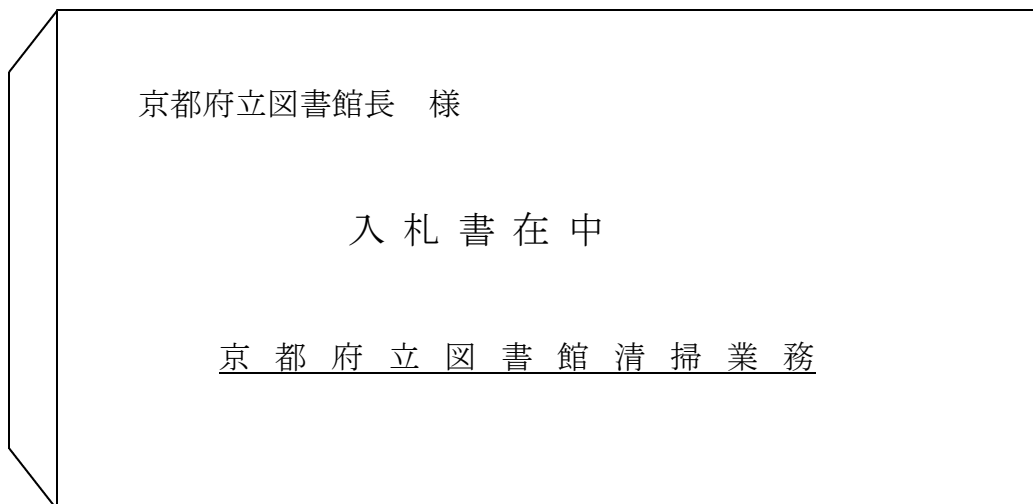 京都府立図書館長　様
入 札 書 在 中
京 都 府 立 図 書 館 清 掃 業 務